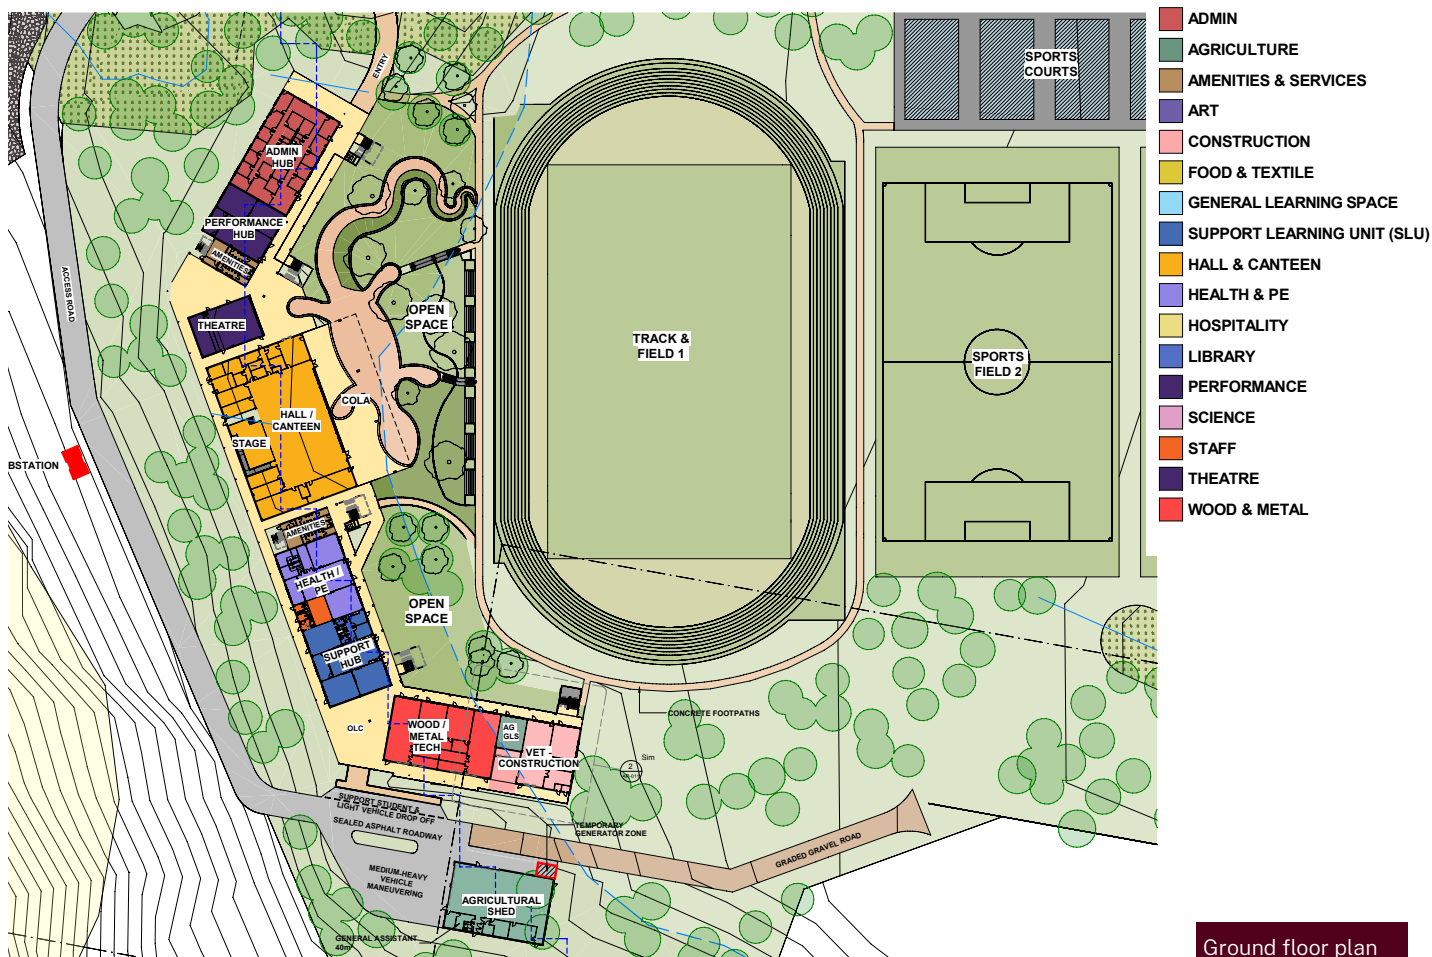 ENTRY
SPORTS
COURTS
ADMIN
HUB
PERFORMANCE
HUB
AMENITIES
ACCESS ROAD
THEATRE
OPEN
SPACE
TRACK &
FIELD 1
SPORTS
FIELD 2
COLA
HALL /
CANTEEN
STAGE
BSTATION
AMENITIES
HEALTH /
PE
OPEN
SPACE
SUPPORT
HUB
OLC
WOOD /
METAL
TECH
AG
GLS
VET -
CONSTRUCTION
CONCRETE FOOTPATHS
Sim
2
SUPPORT STUDENT &
LIGHT VEHICLE DROP OFF
SEALED ASPHALT ROADWAY
TEMPORARY
GENERATOR ZONE
GRADED GRAVEL ROAD
MEDIUM-HEAVY
VEHICLE
MANEUVERING
AGRICULTURAL
SHED
GENERAL ASSISTANT
40m
ADMIN
AGRICULTURE
AMENITIES & SERVICES
ART
CONSTRUCTION
FOOD & TEXTILE
GENERAL LEARNING SPACE
SUPPORT LEARNING UNIT (SLU)
HALL & CANTEEN
HEALTH & PE
HOSPITALITY
LIBRARY
PERFORMANCE
SCIENCE
STAFF
THEATRE
WOOD & METAL
Ground floor plan